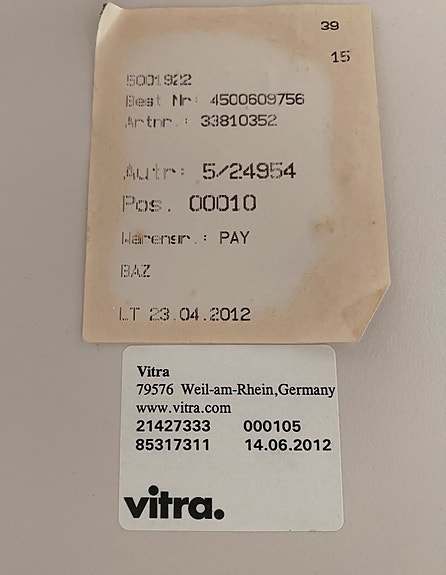 39
15
5001922
Best Nr: 4500609756
Artnr.: 33810352
Autr: 5/24954
Pos. 00010
Warensr.: PAY
BAZ
LT 23.04.2012
Vitra
79576 Weil-am-Rhein,Germany
www.vitra.com
21427333 000105
85317311 14.06.2012
vitra.